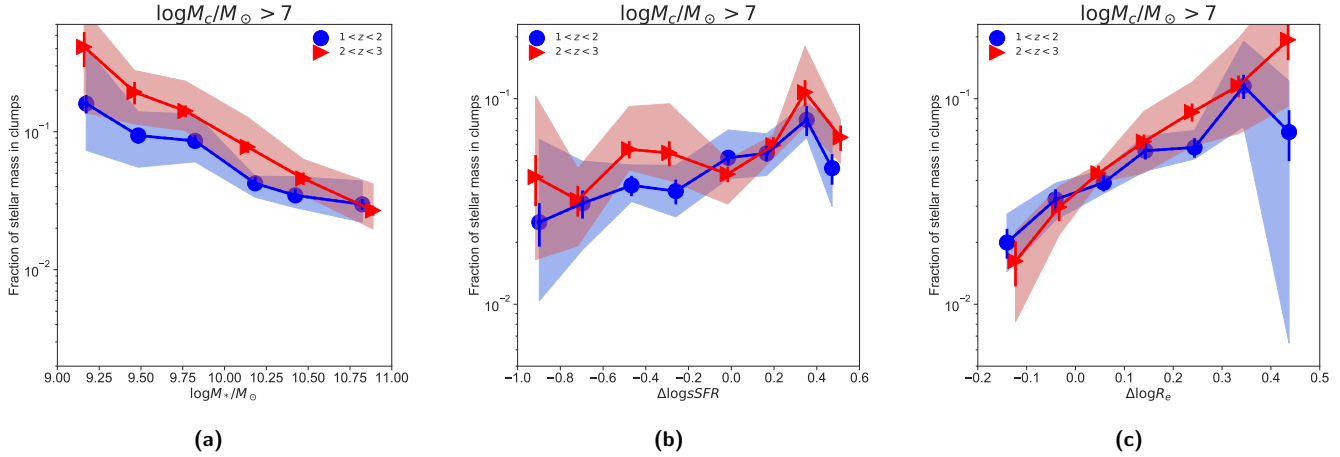 logM_c/M_⊙ > 7
1 < z < 2
2 < z < 3
Fraction of stellar mass in clumps
10^{-1}
10^{-2}
9.00 9.25 9.50 9.75 10.00 10.25 10.50 10.75 11.00
logM_*/M_⊙
(a)
logM_c/M_⊙ > 7
1 < z < 2
2 < z < 3
Fraction of stellar mass in clumps
10^{-1}
10^{-2}
−1.0 −0.8 −0.6 −0.4 −0.2 0.0 0.2 0.4 0.6
ΔlogsSFR
(b)
logM_c/M_⊙ > 7
1 < z < 2
2 < z < 3
Fraction of stellar mass in clumps
10^{-1}
10^{-2}
−0.2 −0.1 0.0 0.1 0.2 0.3 0.4 0.5
ΔlogR_e
(c)